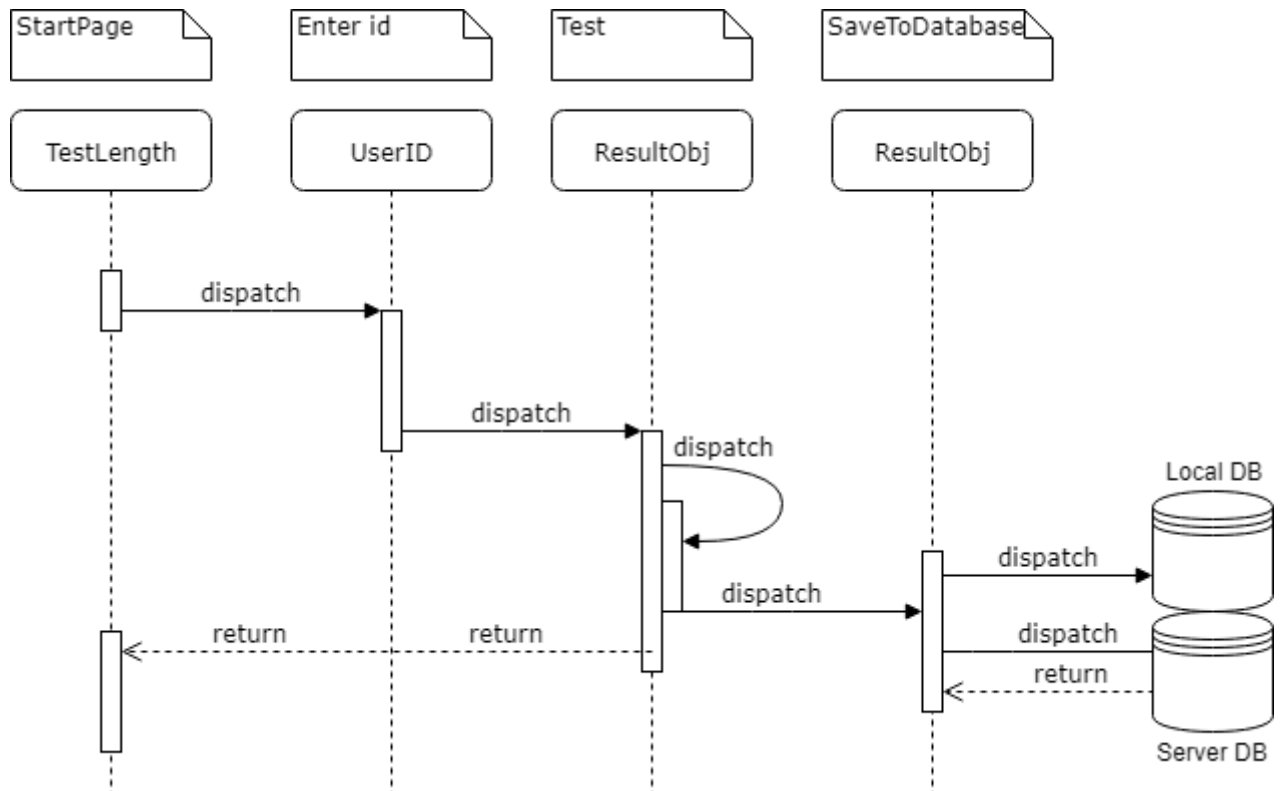 StartPage
Enter id
Test
SaveToDatabase
TestLength
UserID
ResultObj
ResultObj
dispatch
dispatch
dispatch
Local DB
dispatch
dispatch
return
return
dispatch
return
Server DB